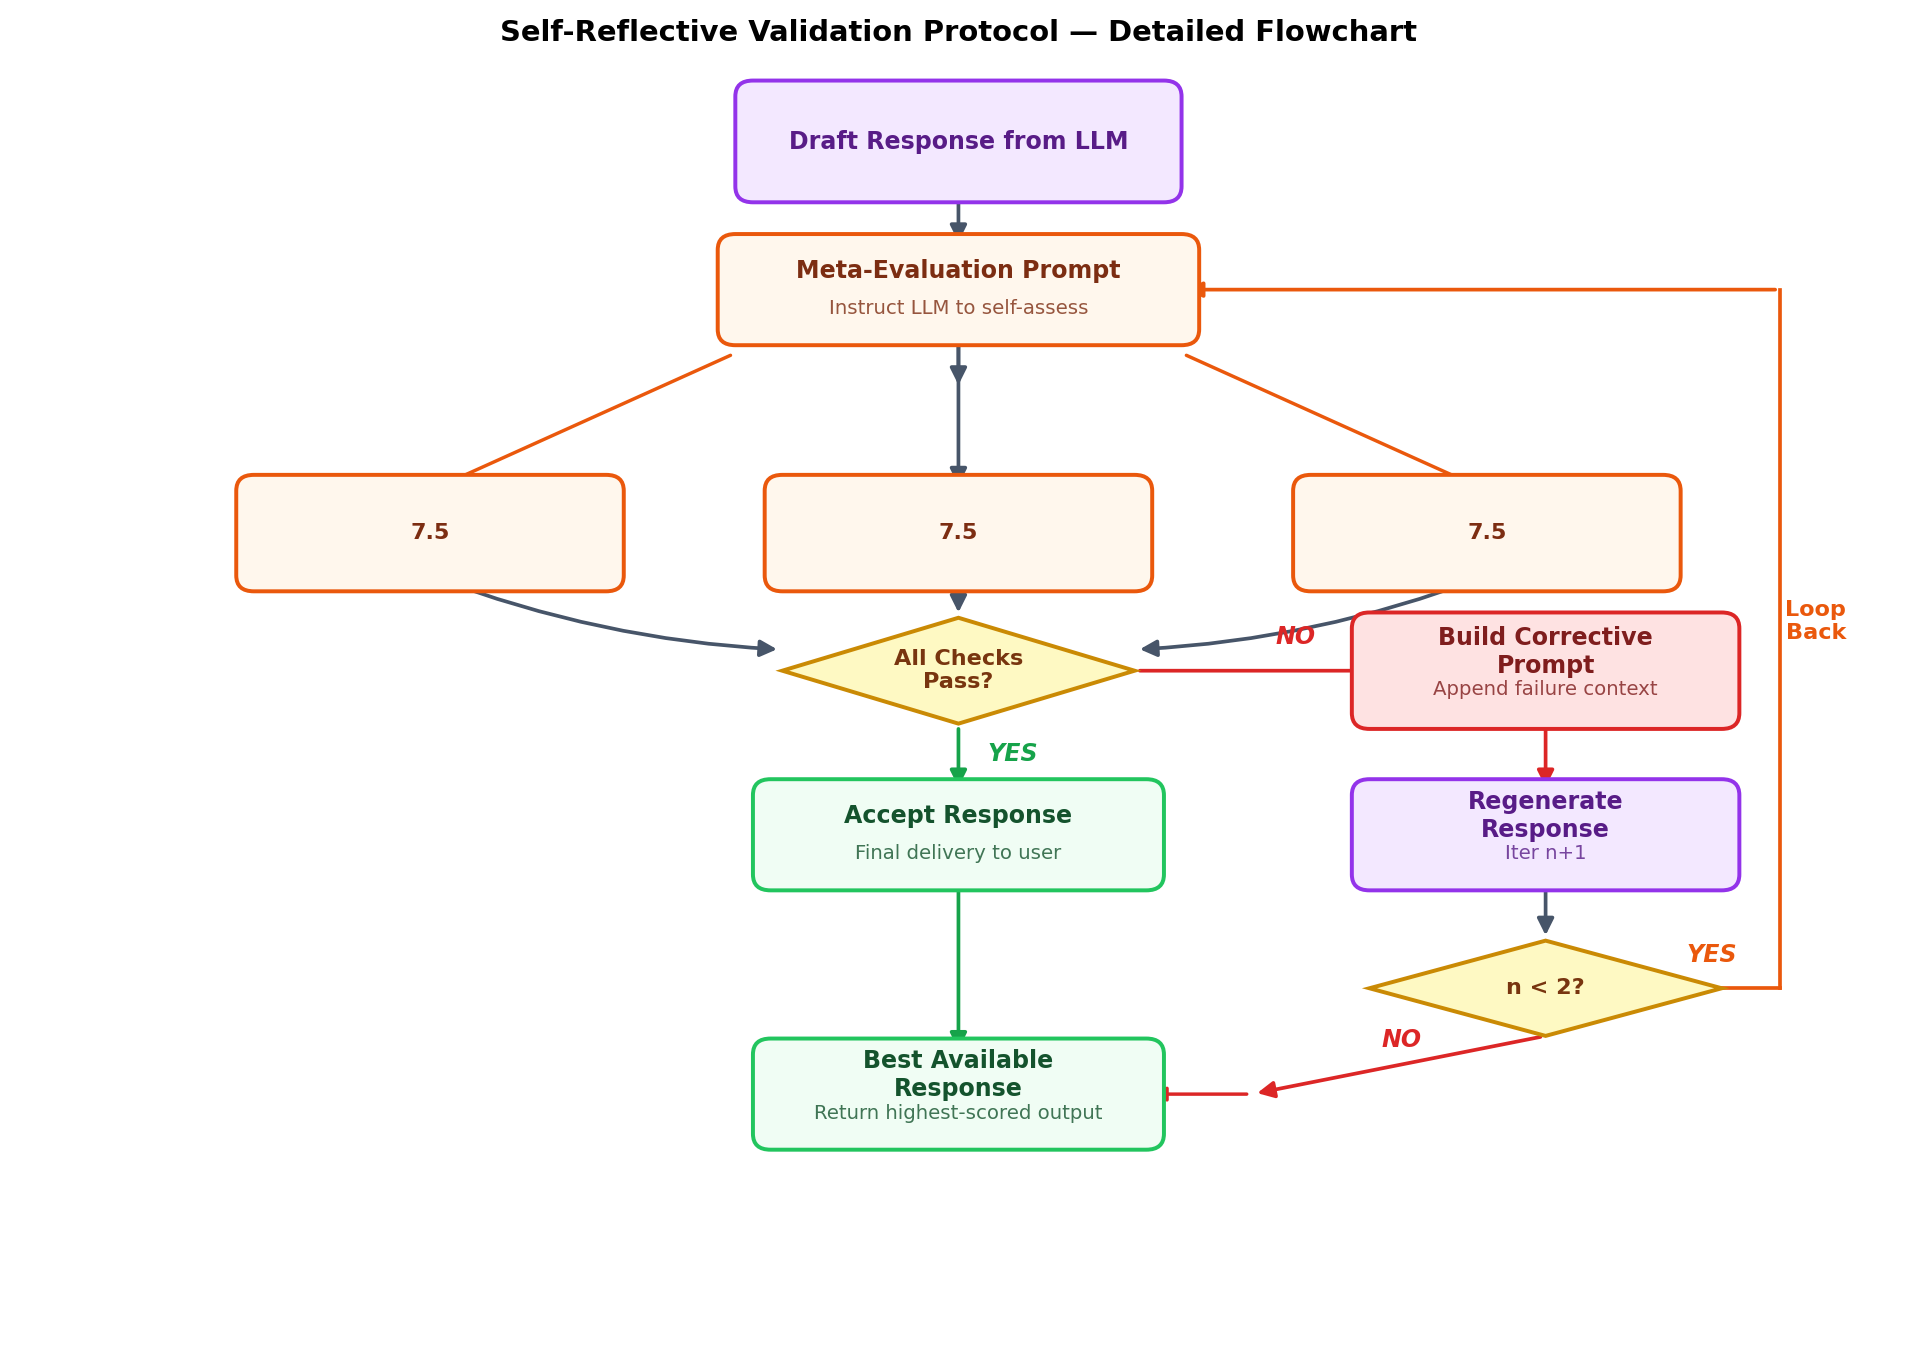 Self-Reflective Validation Protocol — Detailed Flowchart
Draft Response from LLM
Meta-Evaluation Prompt
Instruct LLM to self-assess
7.5
7.5
7.5
All Checks
Pass?
NO
Build Corrective
Prompt
Append failure context
Loop
Back
YES
Accept Response
Final delivery to user
Regenerate
Response
Iter n+1
n < 2?
YES
NO
Best Available
Response
Return highest-scored output